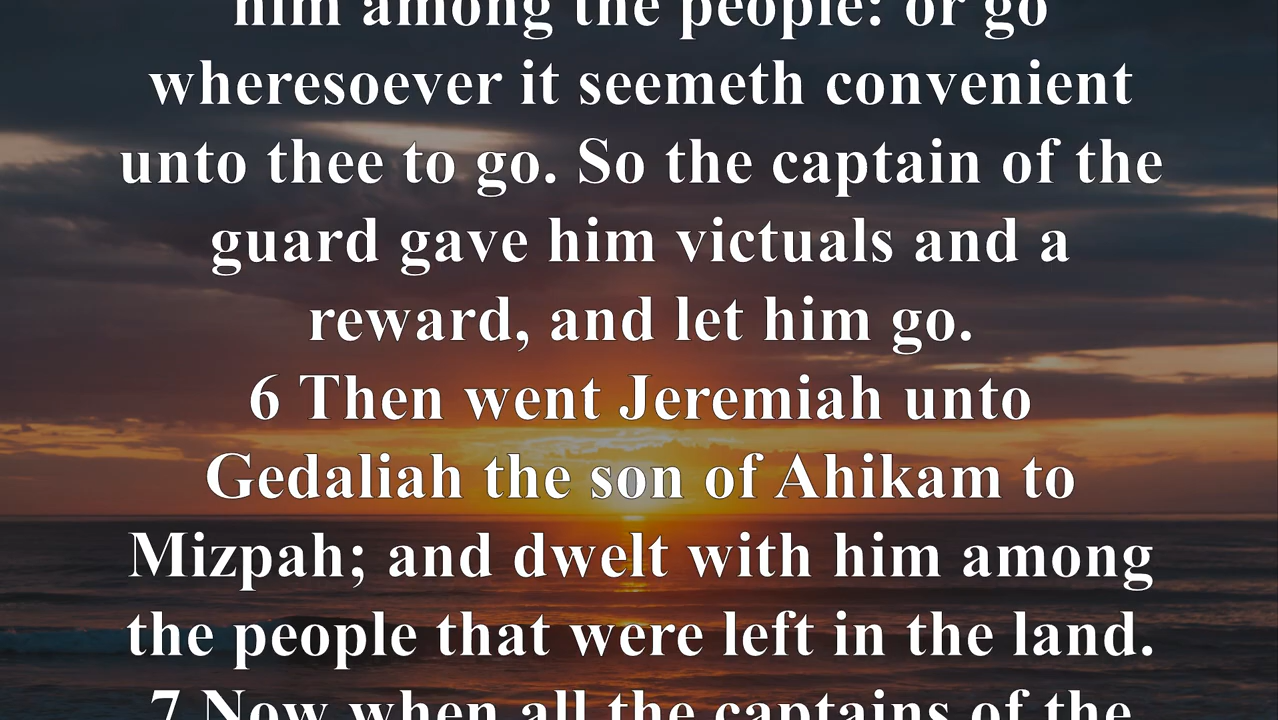 him among the people: or go
wheresoever it seemeth convenient
unto thee to go. So the captain of the
guard gave him victuals and a
reward, and let him go.
6 Then went Jeremiah unto
Gedaliah the son of Ahikam to
Mizpah; and dwelt with him among
the people that were left in the land.
7 Now when all the captains of the